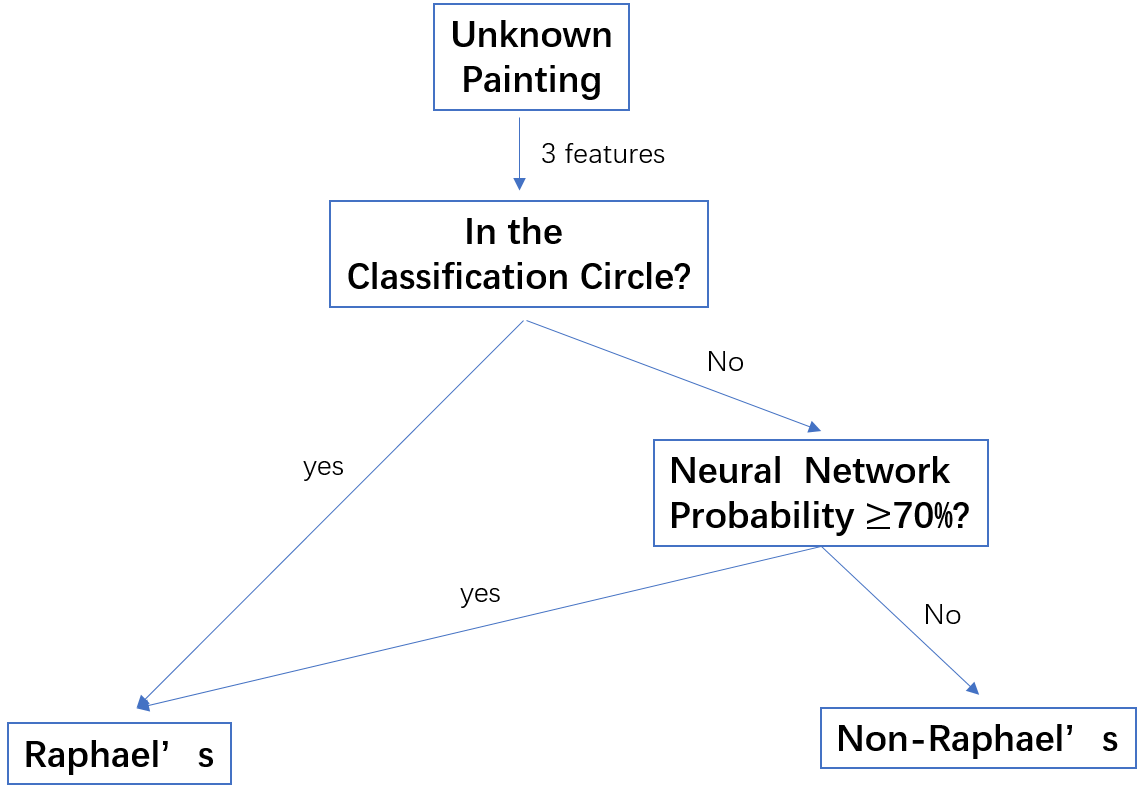 Unknown
Painting
3 features
In the
Classification Circle?
No
yes
Neural Network
Probability ≥70%?
yes
No
Raphael’ s
Non-Raphael’ s